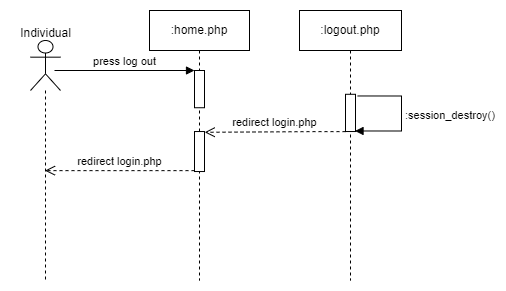 Individual
:home.php
:logout.php
press log out
:session_destroy()
redirect login.php
redirect login.php